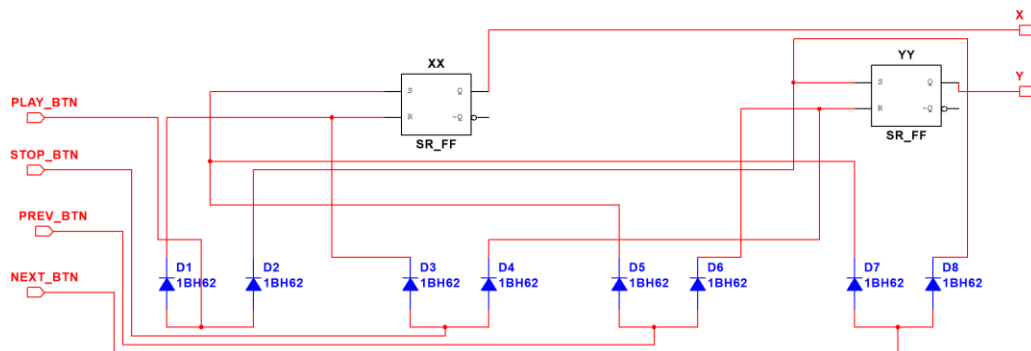 X
XX
YY
S Q
R ~Q
SR_FF
S Q
R ~Q
SR_FF
Y
PLAY_BTN
STOP_BTN
PREV_BTN
NEXT_BTN
D1
1BH62
D2
1BH62
D3
1BH62
D4
1BH62
D5
1BH62
D6
1BH62
D7
1BH62
D8
1BH62